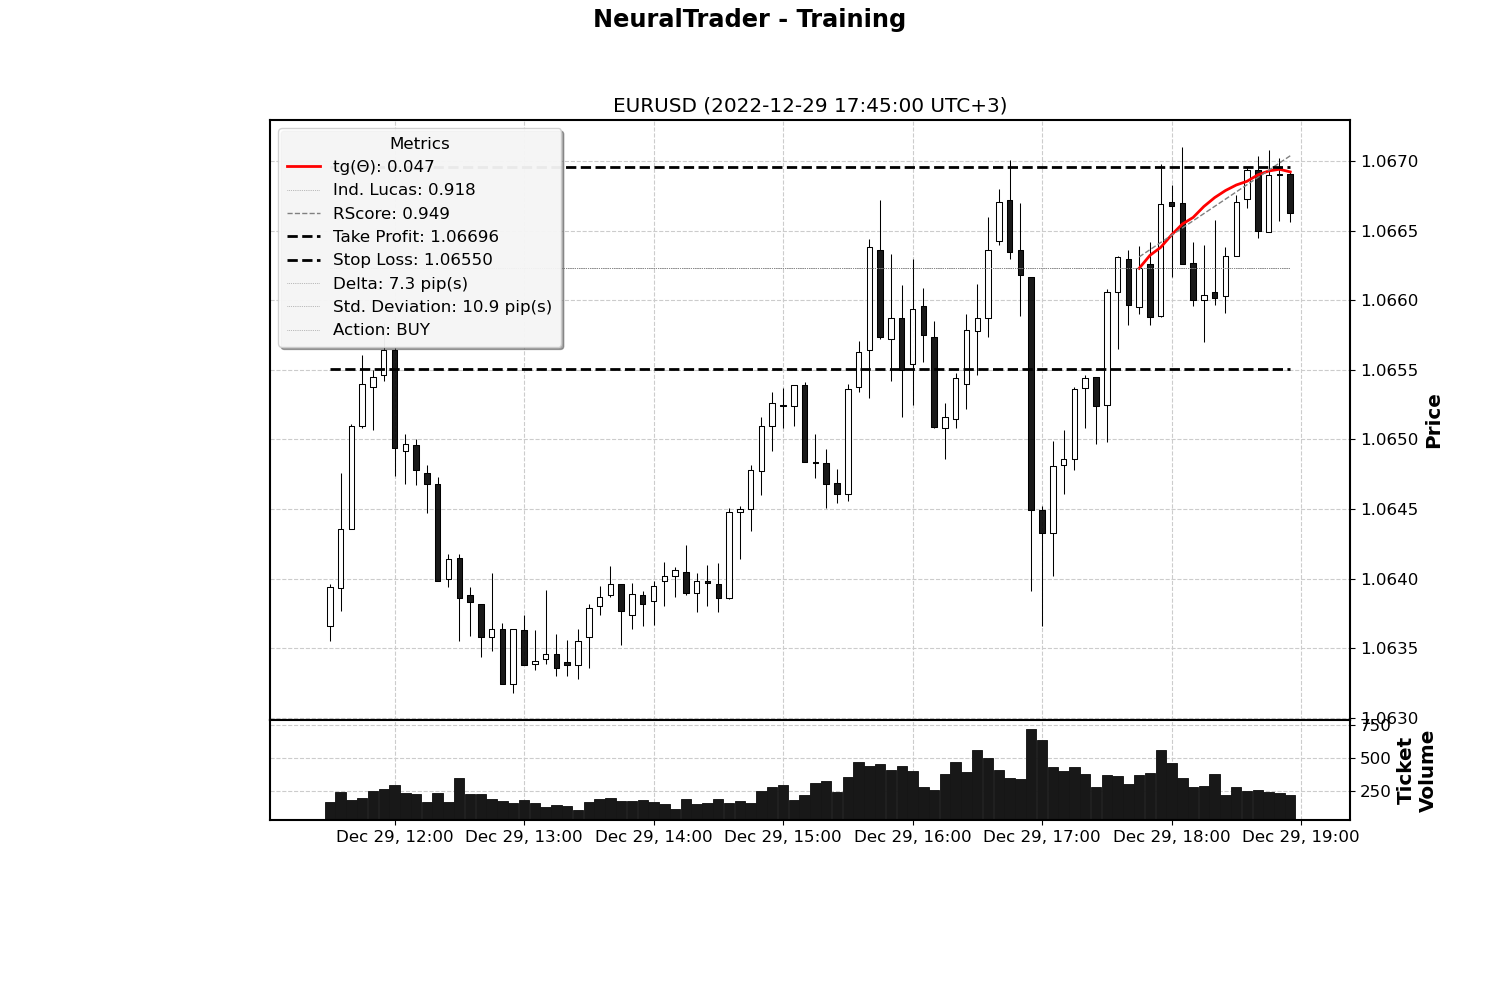 NeuralTrader - Training
EURUSD (2022-12-29 17:45:00 UTC+3)
Metrics
tg(Θ): 0.047
Ind. Lucas: 0.918
RScore: 0.949
Take Profit: 1.06696
Stop Loss: 1.06550
Delta: 7.3 pip(s)
Std. Deviation: 10.9 pip(s)
Action: BUY
1.0670
1.0665
1.0660
1.0655
1.0650
1.0645
1.0640
1.0635
1.0630
Price
750
500
250
Ticket
Volume
Dec 29, 12:00 Dec 29, 13:00 Dec 29, 14:00 Dec 29, 15:00 Dec 29, 16:00 Dec 29, 17:00 Dec 29, 18:00 Dec 29, 19:00